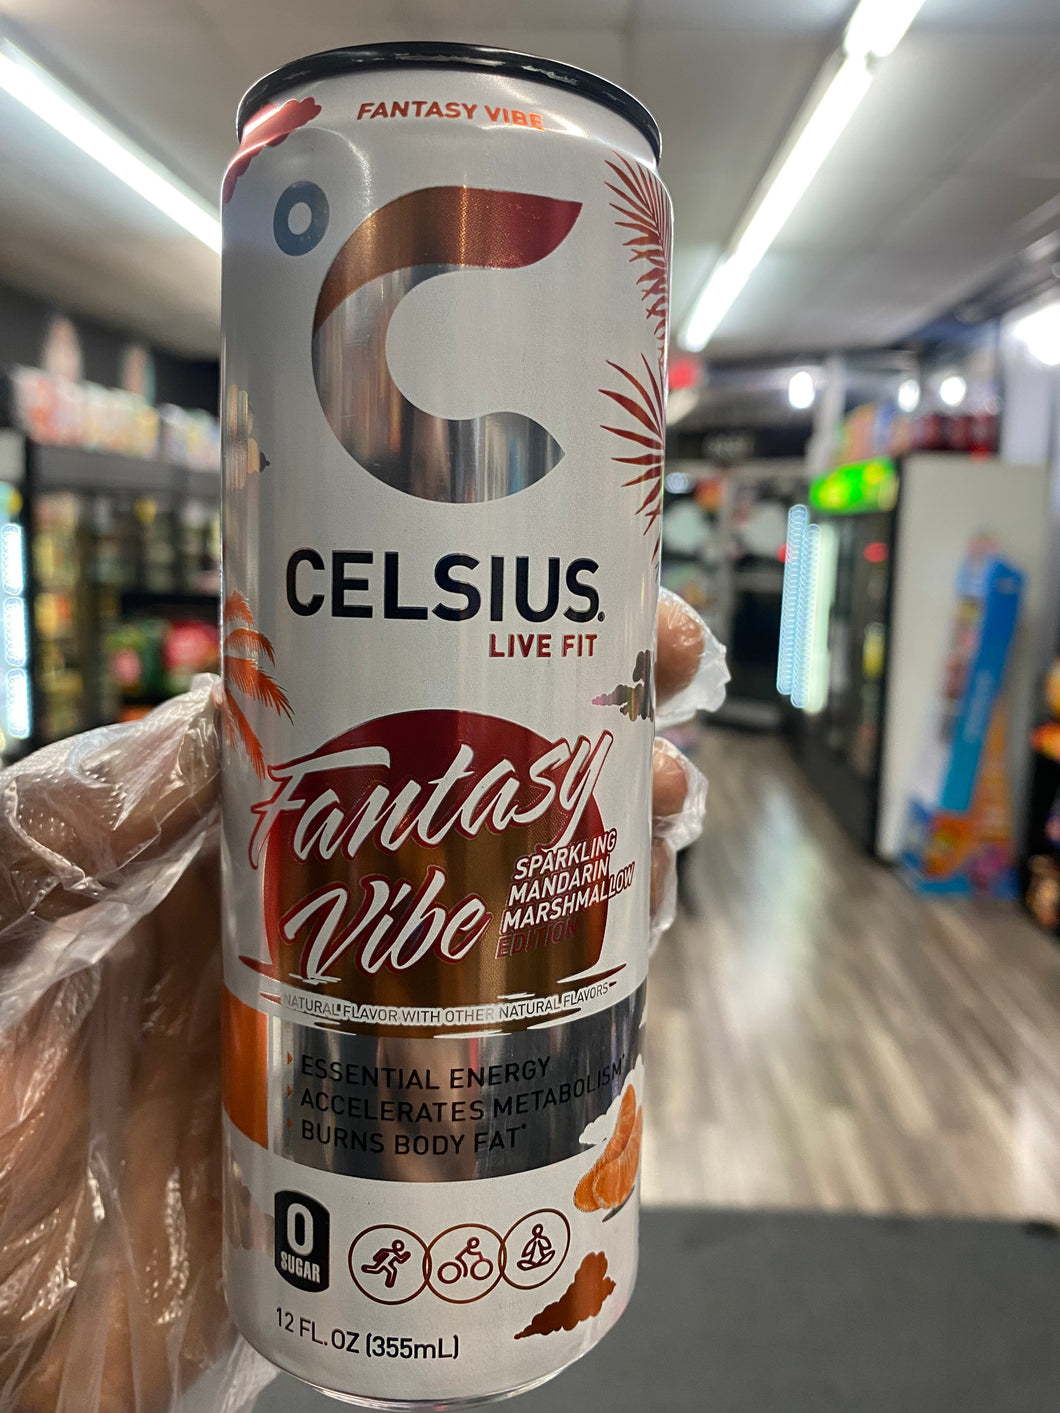 FANTASY VIBE
CELSIUS®
LIVE FIT
Fantasy
Vibe
SPARKLING
MANDARIN
MARSHMALLOW
EDITION
NATURAL FLAVOR WITH OTHER NATURAL FLAVORS
ESSENTIAL ENERGY
ACCELERATES METABOLISM*
BURNS BODY FAT*
0
SUGAR
12 FL. OZ (355mL)